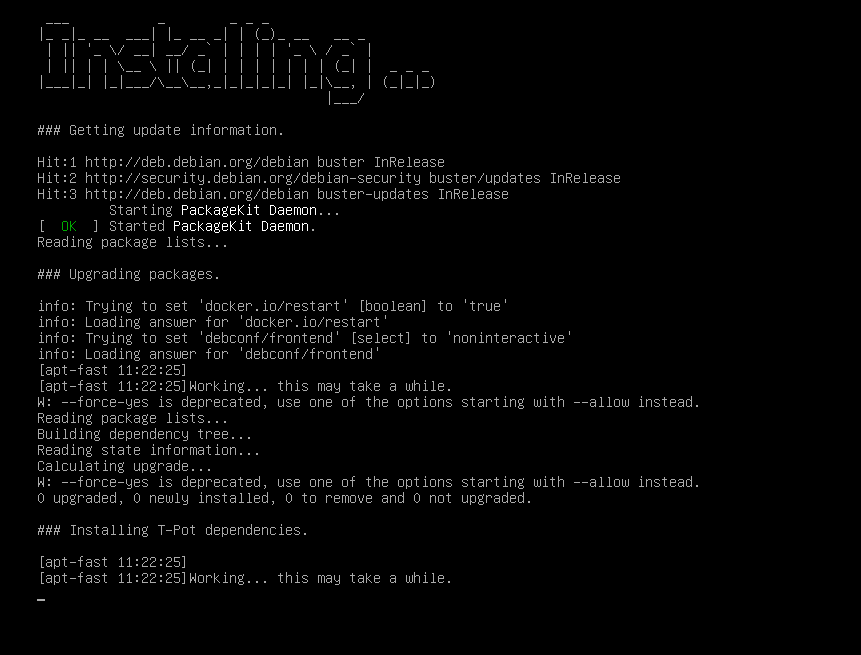 Installing...
### Getting update information.
Hit:1 http://deb.debian.org/debian buster InRelease
Hit:2 http://security.debian.org/debian-security buster/updates InRelease
Hit:3 http://deb.debian.org/debian buster-updates InRelease
Starting PackageKit Daemon...
[  OK  ] Started PackageKit Daemon.
Reading package lists...
### Upgrading packages.
info: Trying to set 'docker.io/restart' [boolean] to 'true'
info: Loading answer for 'docker.io/restart'
info: Trying to set 'debconf/frontend' [select] to 'noninteractive'
info: Loading answer for 'debconf/frontend'
[apt-fast 11:22:25]
[apt-fast 11:22:25]Working... this may take a while.
W: --force-yes is deprecated, use one of the options starting with --allow instead.
Reading package lists...
Building dependency tree...
Reading state information...
Calculating upgrade...
W: --force-yes is deprecated, use one of the options starting with --allow instead.
0 upgraded, 0 newly installed, 0 to remove and 0 not upgraded.
### Installing T-Pot dependencies.
[apt-fast 11:22:25]
[apt-fast 11:22:25]Working... this may take a while.